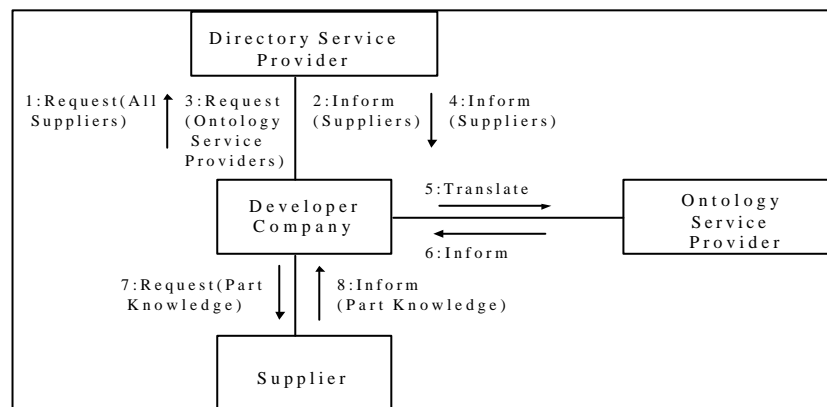 Directory Service
Provider
1:Request(All
Suppliers)
3:Request
(Ontology
Service
Providers)
2:Inform
(Suppliers)
4:Inform
(Suppliers)
Developer
Company
5:Translate
6:Inform
Ontology
Service
Provider
7:Request(Part
Knowledge)
8:Inform
(Part Knowledge)
Supplier